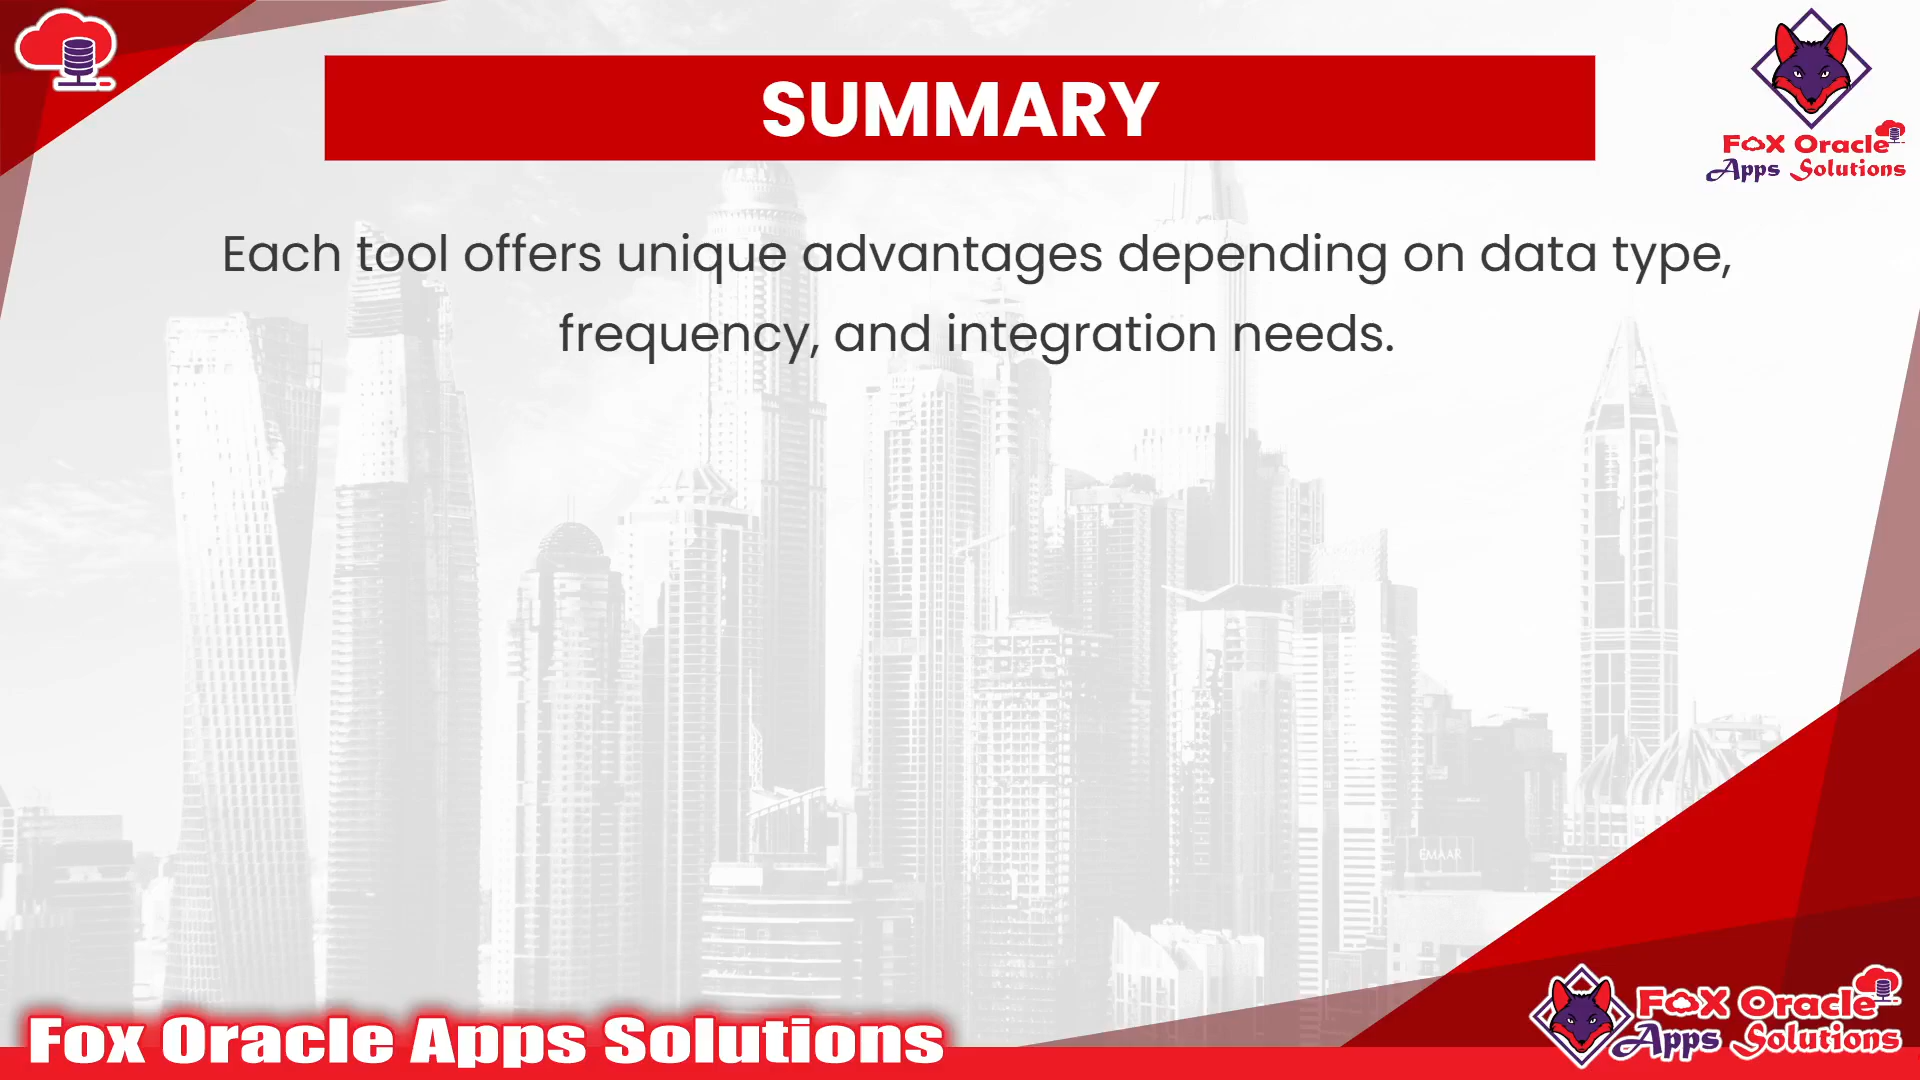 SUMMARY
Fox Oracle
Apps Solutions
Each tool offers unique advantages depending on data type,
frequency, and integration needs.
EMAAR
Fox Oracle Apps Solutions
Fox Oracle
Apps Solutions